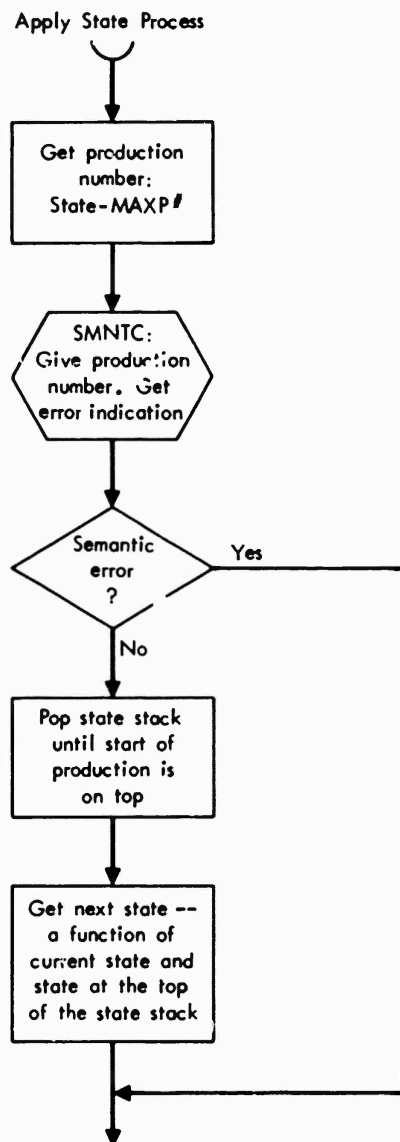 Apply State Process
Get production
number:
State-MAXP#
SMNTC:
Give production
number. Get
error indication
Semantic
error
?
Yes
No
Pop state stack
until start of
production is
on top
Get next state --
a function of
current state and
state at the top
of the state stack